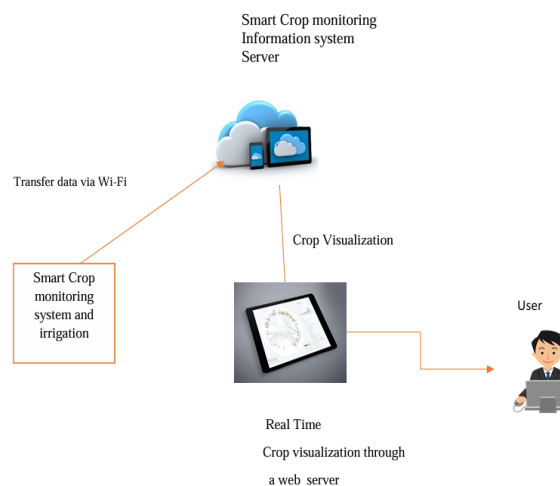 Smart Crop monitoring
Information system
Server
Transfer data via Wi-Fi
Crop Visualization
Smart Crop
monitoring
system and
irrigation
User
Real Time
Crop visualization through
a web server